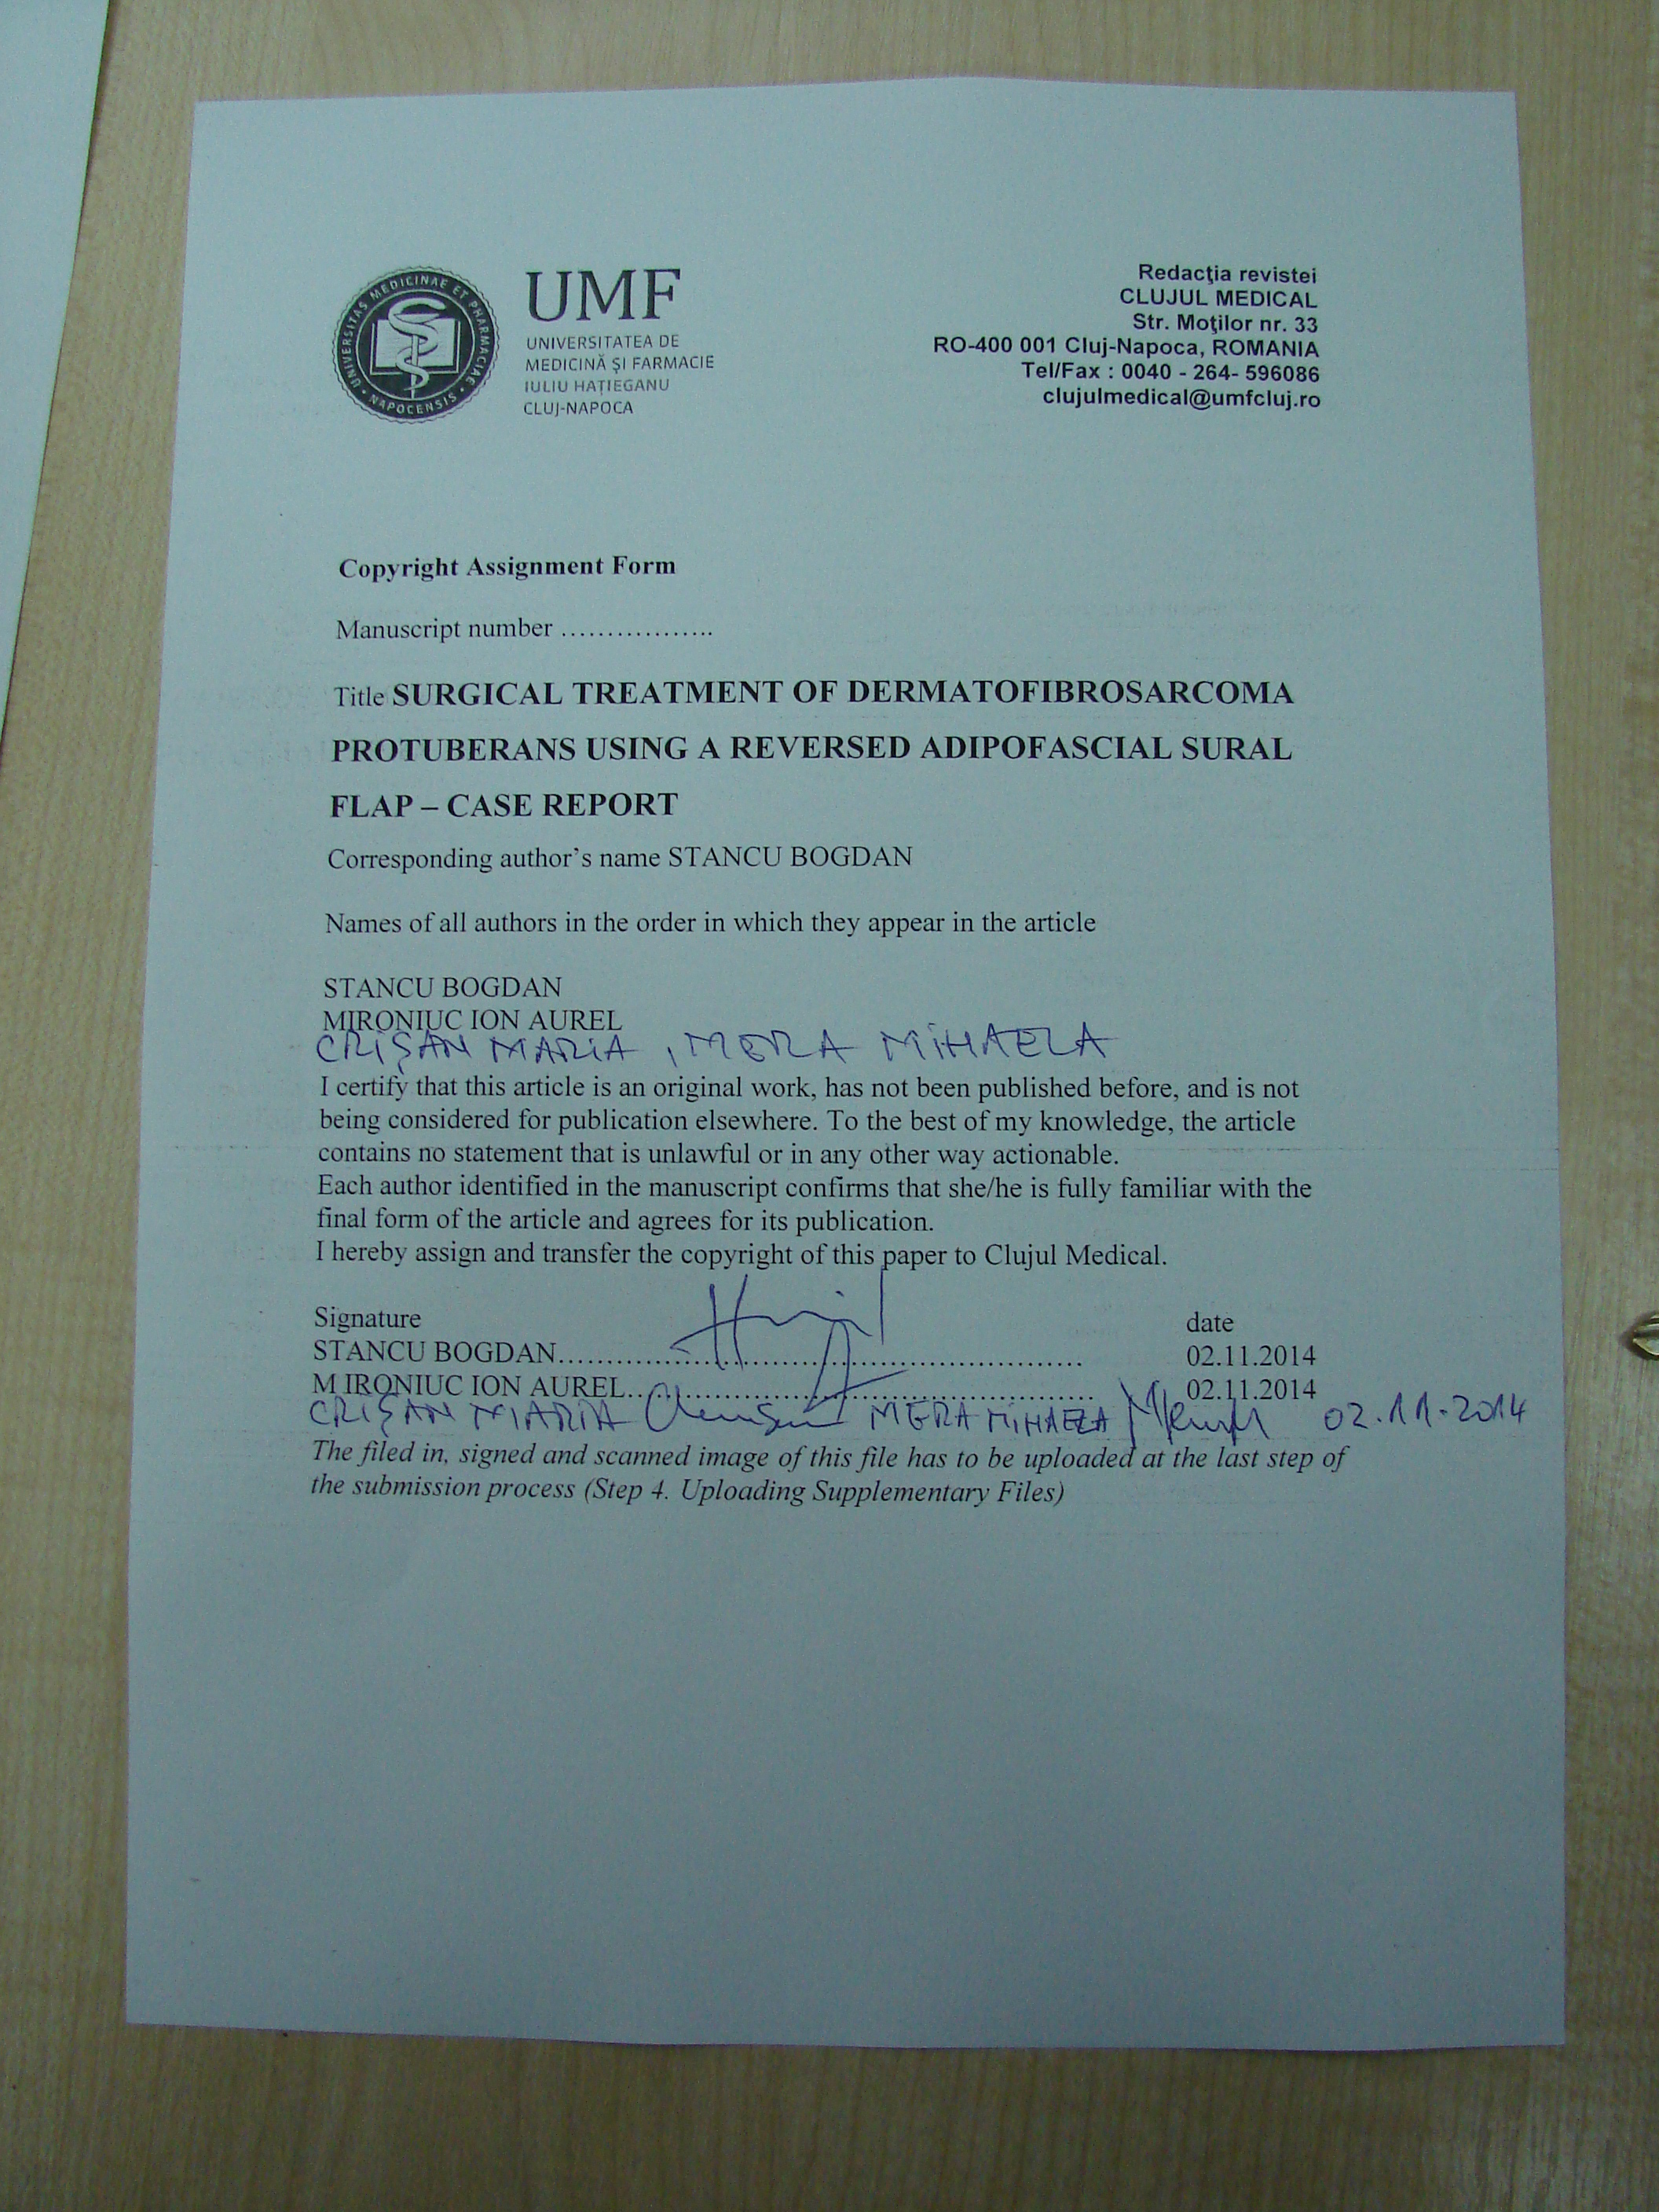 UNIVERSITAS MEDICINAE ET PHARMACIAE
NAPOCENSIS
UMF
UNIVERSITATEA DE
MEDICINĂ ŞI FARMACIE
IULIU HAŢIEGANU
CLUJ-NAPOCA
Redacţia revistei
CLUJUL MEDICAL
Str. Moţilor nr. 33
RO-400 001 Cluj-Napoca, ROMANIA
Tel/Fax : 0040 - 264- 596086
clujulmedical@umfcluj.ro
Copyright Assignment Form
Manuscript number ……………..
Title SURGICAL TREATMENT OF DERMATOFIBROSARCOMA
PROTUBERANS USING A REVERSED ADIPOFASCIAL SURAL
FLAP – CASE REPORT
Corresponding author’s name STANCU BOGDAN
Names of all authors in the order in which they appear in the article
STANCU BOGDAN
MIRONIUC ION AUREL
CRIŞAN MARIA , MERA MIHAELA
I certify that this article is an original work, has not been published before, and is not
being considered for publication elsewhere. To the best of my knowledge, the article
contains no statement that is unlawful or in any other way actionable.
Each author identified in the manuscript confirms that she/he is fully familiar with the
final form of the article and agrees for its publication.
I hereby assign and transfer the copyright of this paper to Clujul Medical.
Signature date
STANCU BOGDAN………………………………………………… 02.11.2014
M IRONIUC ION AUREL………………………………………… 02.11.2014
CRIŞAN MARIA MERA MIHAELA 02.11.2014
The filed in, signed and scanned image of this file has to be uploaded at the last step of
the submission process (Step 4. Uploading Supplementary Files)